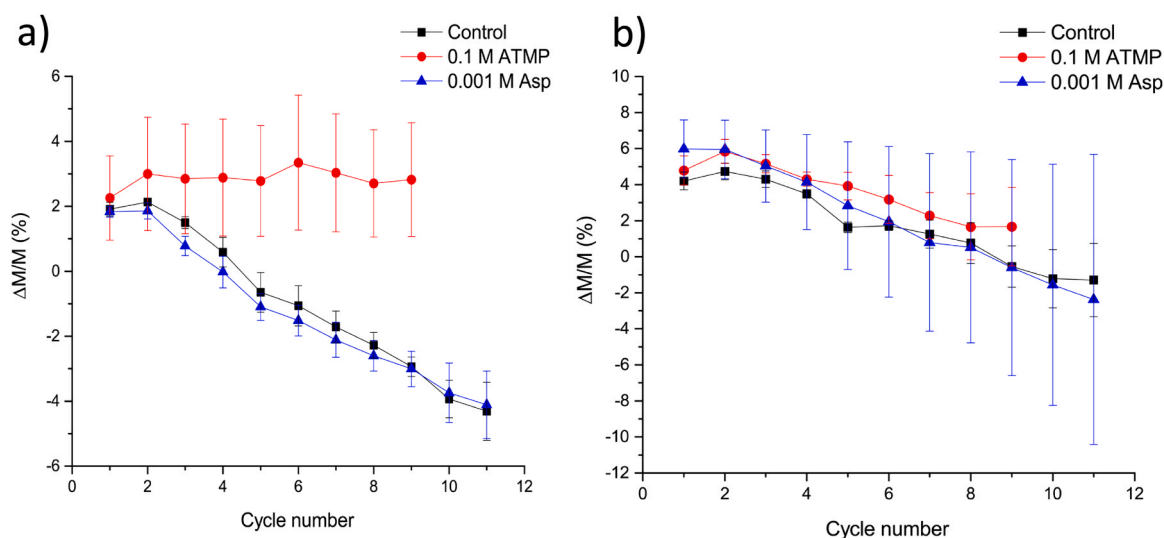 a)
Control
0.1 M ATMP
0.001 M Asp
6
4
2
0
-2
-4
-6
ΔM/M (%)
0 2 4 6 8 10 12
Cycle number
b)
Control
0.1 M ATMP
0.001 M Asp
10
8
6
4
2
0
-2
-4
-6
-8
-10
-12
ΔM/M (%)
0 2 4 6 8 10 12
Cycle number